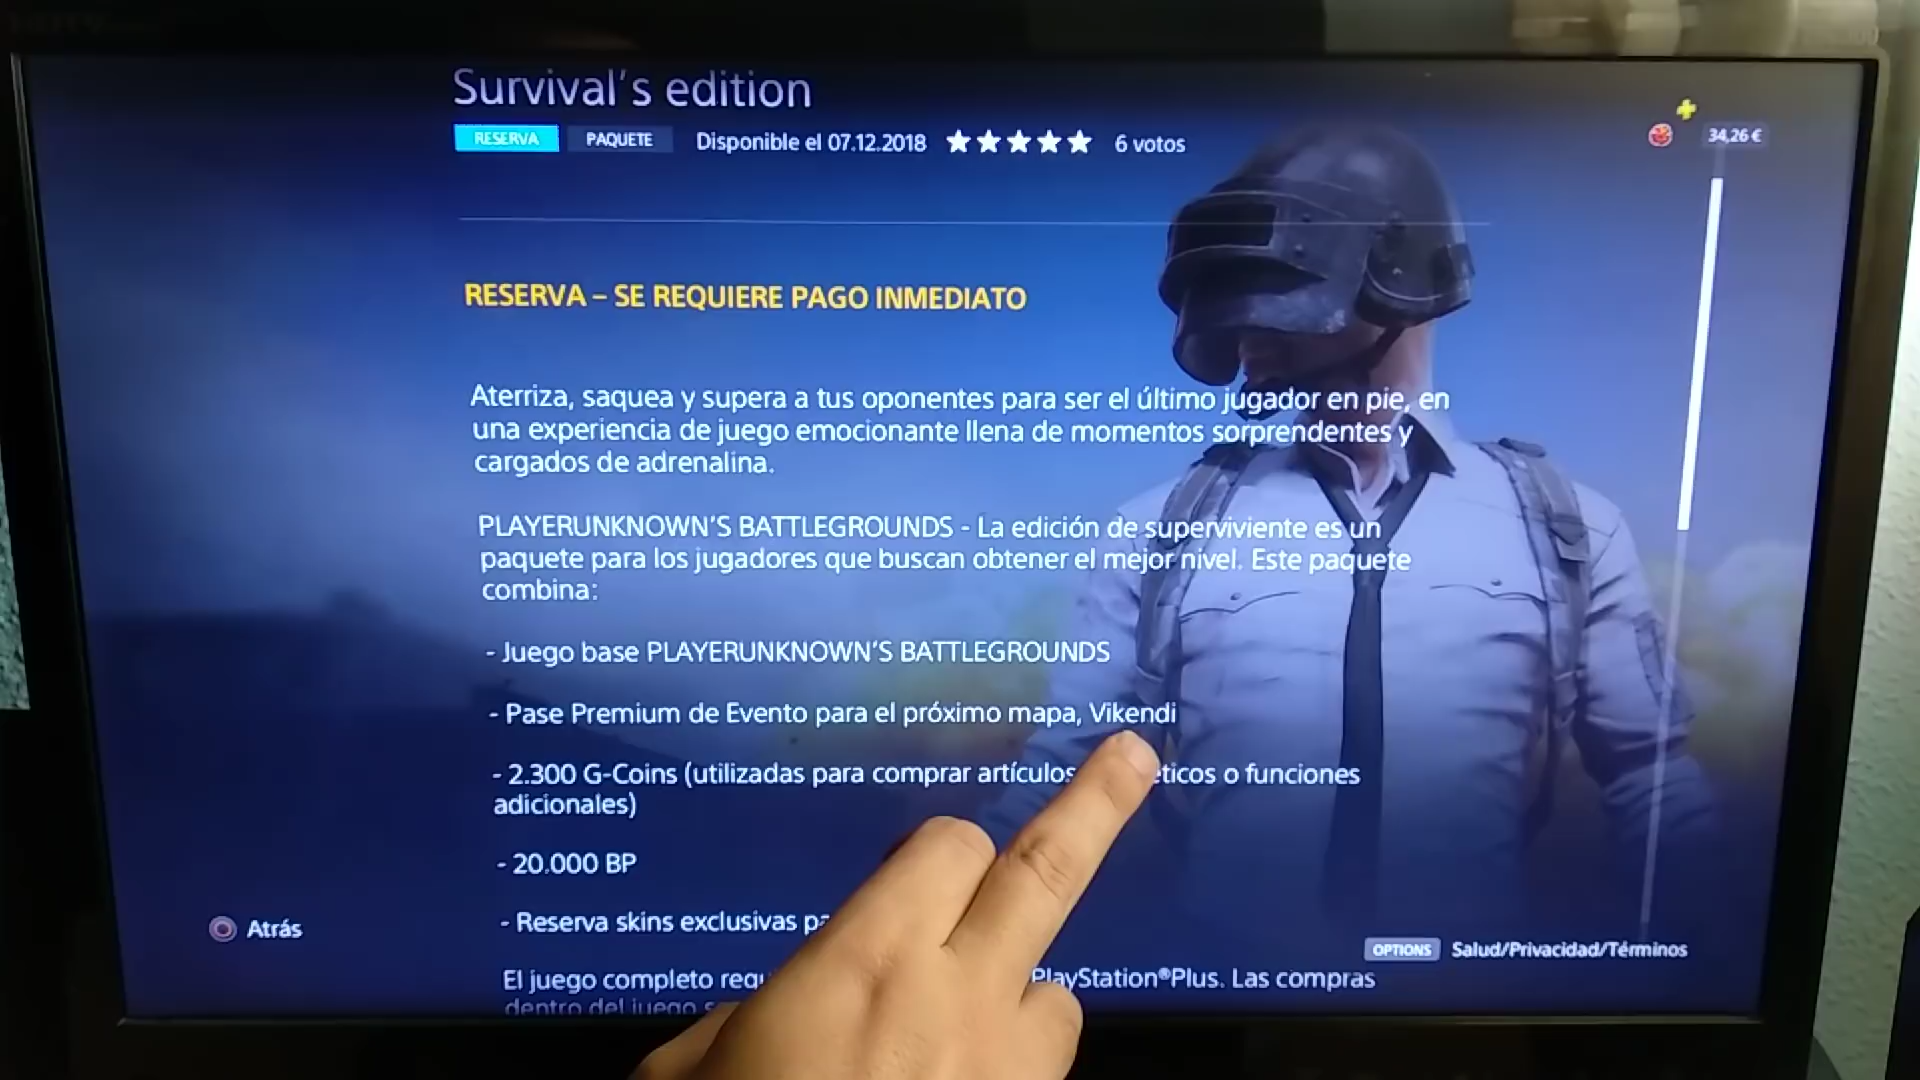 Survival's edition
RESERVA PAQUETE Disponible el 07.12.2018 6 votos
34,26 €
RESERVA – SE REQUIERE PAGO INMEDIATO
Aterriza, saquea y supera a tus oponentes para ser el último jugador en pie, en
una experiencia de juego emocionante llena de momentos sorprendentes y
cargados de adrenalina.
PLAYERUNKNOWN'S BATTLEGROUNDS - La edición de superviviente es un
paquete para los jugadores que buscan obtener el mejor nivel. Este paquete
combina:
- Juego base PLAYERUNKNOWN'S BATTLEGROUNDS
- Pase Premium de Evento para el próximo mapa, Vikendi
- 2.300 G-Coins (utilizadas para comprar artículos o funciones
adicionales)
- 20.000 BP
- Reserva skins exclusivas
El juego completo PlayStation®Plus. Las compras
dentro del juego
Atrás
OPTIONS Salud/Privacidad/Términos